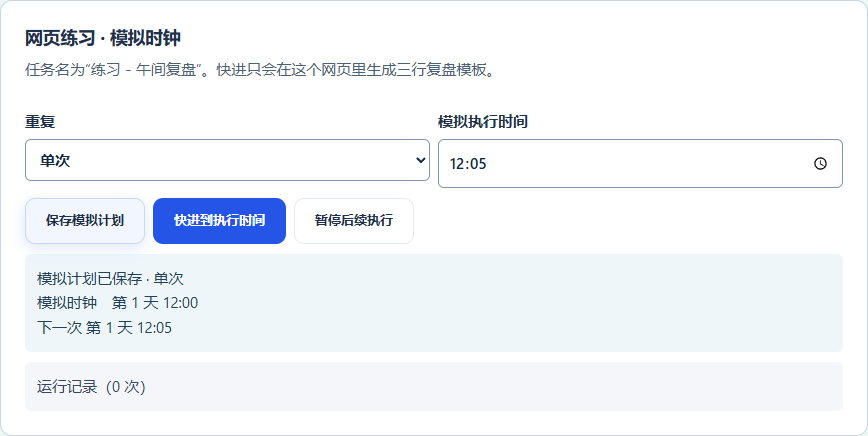 网页练习 · 模拟时钟
任务名为“练习 - 午间复盘”。快进只会在这个网页里生成三行复盘模板。
重复
模拟执行时间
单次
12:05
保存模拟计划
快进到执行时间
暂停后续执行
模拟计划已保存 · 单次
模拟时钟　第 1 天 12:00
下一次 第 1 天 12:05
运行记录（0 次）